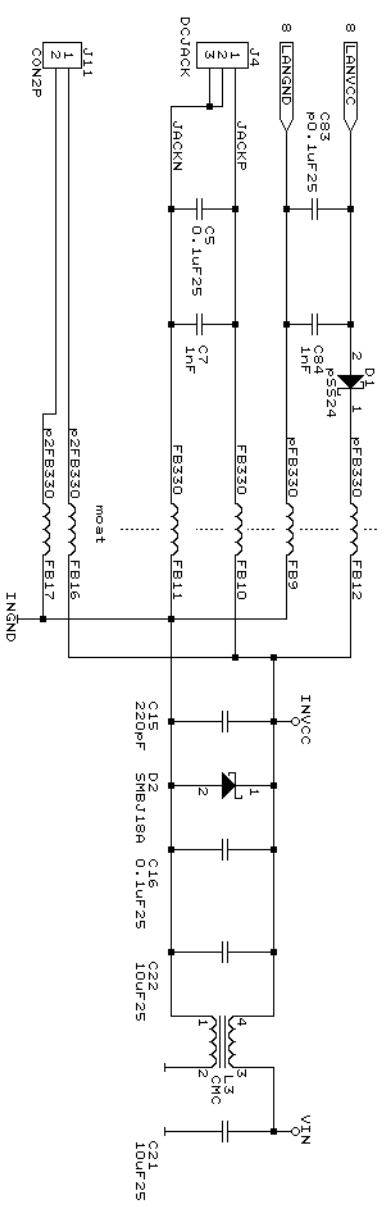 8
LANVCC
8
LANGND
C83
p0.1uF25
C84
1nF
2
D1
1
pSS24
pFB330
FB12
pFB330
FB9
J4
1
2
3
DCJACK
JACKP
JACKN
C5
0.1uF25
C7
1nF
FB330
FB10
FB330
FB11
moat
J11
1
2
CON2P
p2FB330
FB16
p2FB330
FB17
INGND
INVCC
C15
220pF
1
2
D2
SMBJ18A
C16
0.1uF25
C22
10uF25
4
3
1
2
L3
CMC
VIN
C21
10uF25